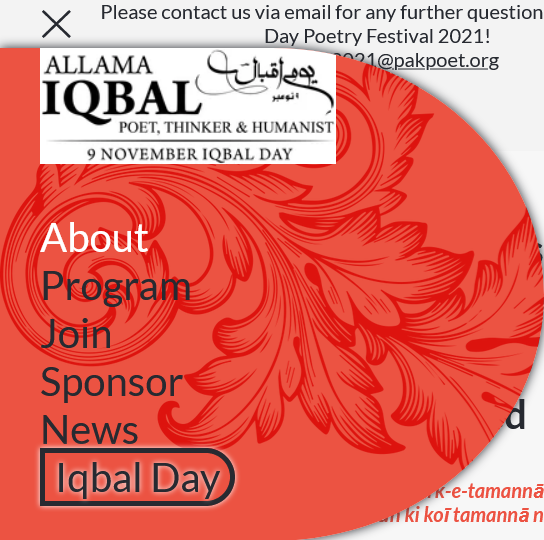 Please contact us via email for any further question
Day Poetry Festival 2021!
2021@pakpoet.org
ALLAMA
IQBAL
یومِ اقبال
۹ نومبر
POET, THINKER & HUMANIST
9 NOVEMBER IQBAL DAY
About
Program
Join
Sponsor
News
Iqbal Day
d
k-e-tamannā
ki koī tamannā n